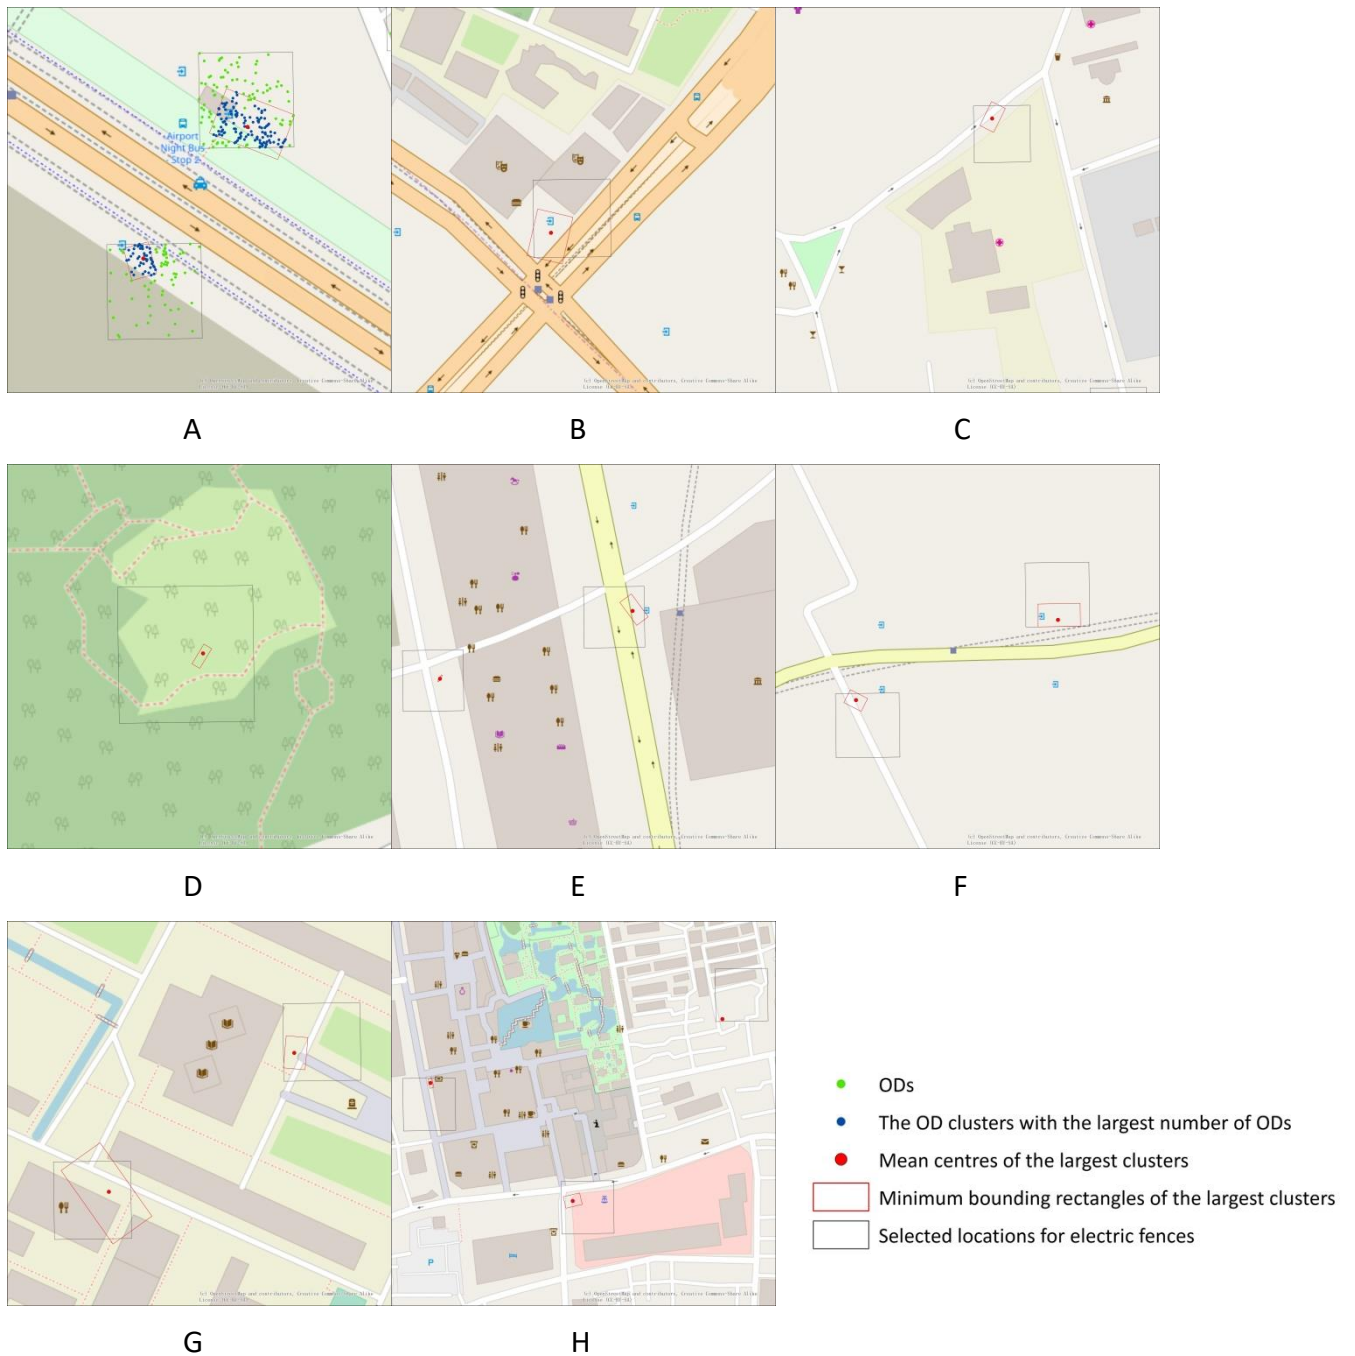 Airport
Night Bus
Stop 2
A
B
C
D
E
F
P
G
H
ODs
The OD clusters with the largest number of ODs
Mean centres of the largest clusters
Minimum bounding rectangles of the largest clusters
Selected locations for electric fences